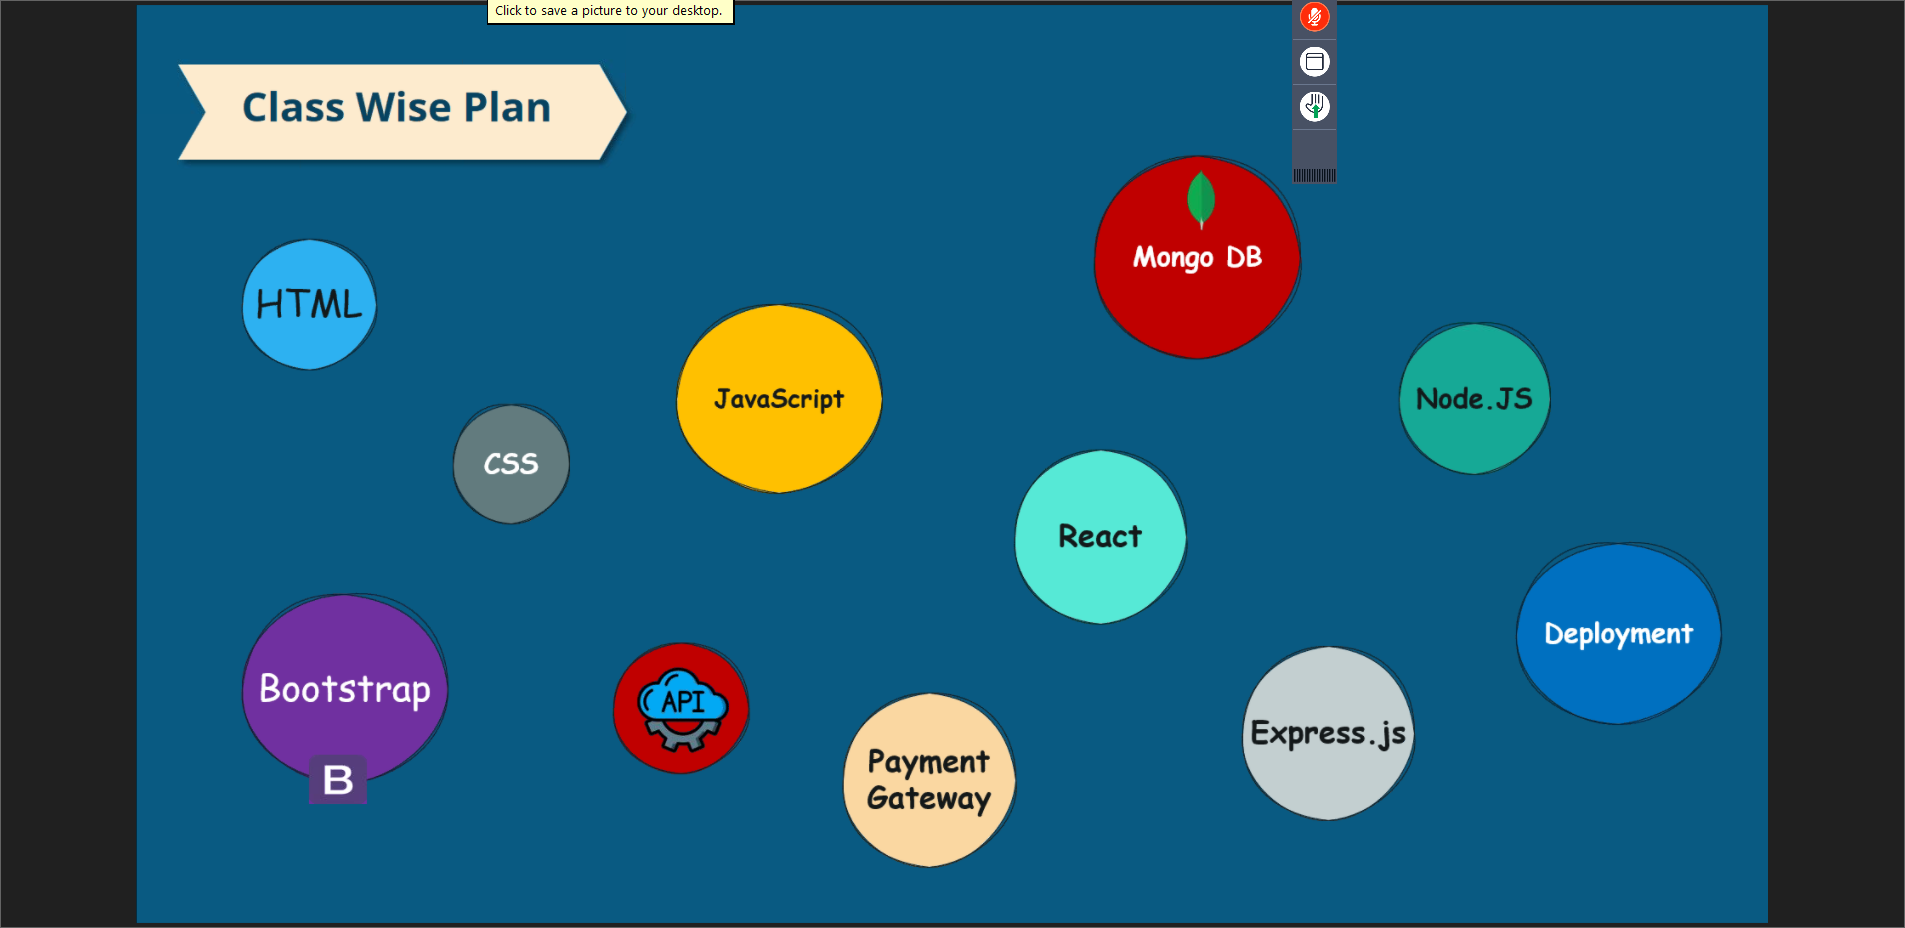 Click to save a picture to your desktop.
Class Wise Plan
Mongo DB
HTML
JavaScript
Node.JS
CSS
React
Deployment
Bootstrap
API
Express.js
Payment
Gateway
B